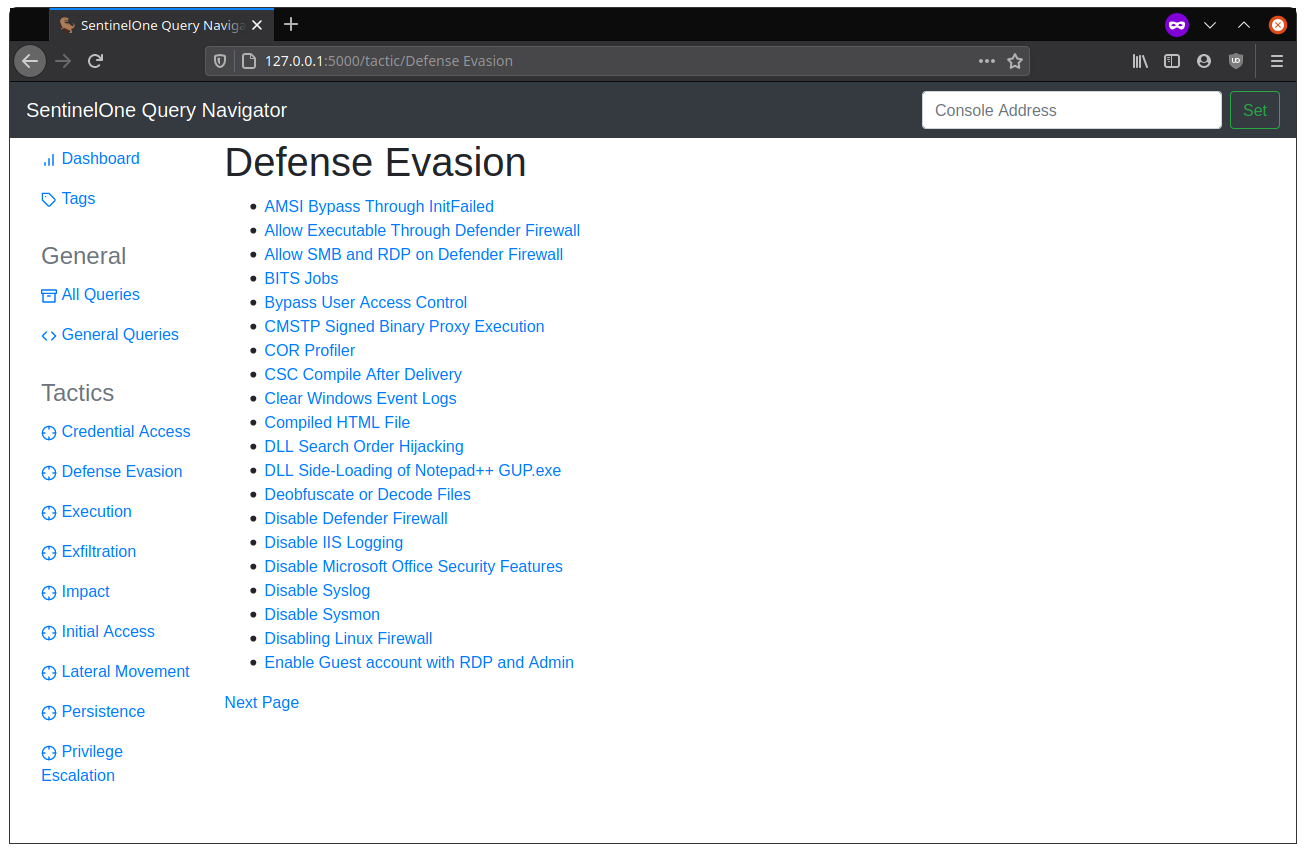 SentinelOne Query Naviga
127.0.0.1:5000/tactic/Defense Evasion
SentinelOne Query Navigator
Console Address
Set
Dashboard
Tags
General
All Queries
General Queries
Tactics
Credential Access
Defense Evasion
Execution
Exfiltration
Impact
Initial Access
Lateral Movement
Persistence
Privilege
Escalation
Defense Evasion
AMSI Bypass Through InitFailed
Allow Executable Through Defender Firewall
Allow SMB and RDP on Defender Firewall
BITS Jobs
Bypass User Access Control
CMSTP Signed Binary Proxy Execution
COR Profiler
CSC Compile After Delivery
Clear Windows Event Logs
Compiled HTML File
DLL Search Order Hijacking
DLL Side-Loading of Notepad++ GUP.exe
Deobfuscate or Decode Files
Disable Defender Firewall
Disable IIS Logging
Disable Microsoft Office Security Features
Disable Syslog
Disable Sysmon
Disabling Linux Firewall
Enable Guest account with RDP and Admin
Next Page